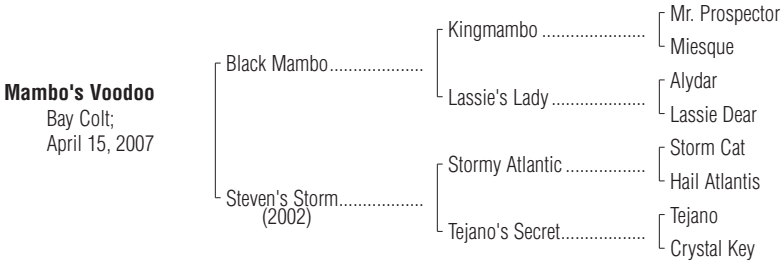 Mr. Prospector
Kingmambo ......................
Miesque
Black Mambo....................
Alydar
Lassie's Lady ....................
Lassie Dear
Mambo's Voodoo
Bay Colt;
April 15, 2007
Storm Cat
Stormy Atlantic .................
Hail Atlantis
Steven's Storm..................
(2002)
Tejano
Tejano's Secret..................
Crystal Key